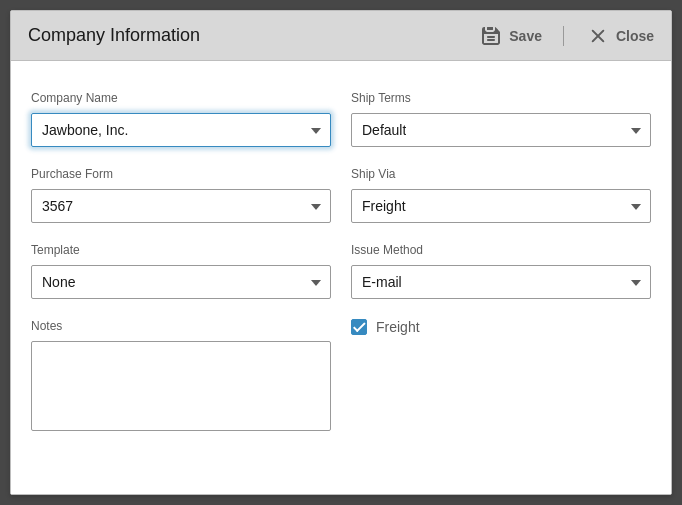 Company Information
Save
Close
Company Name
Jawbone, Inc.
Ship Terms
Default
Purchase Form
3567
Ship Via
Freight
Template
None
Issue Method
E-mail
Notes
Freight